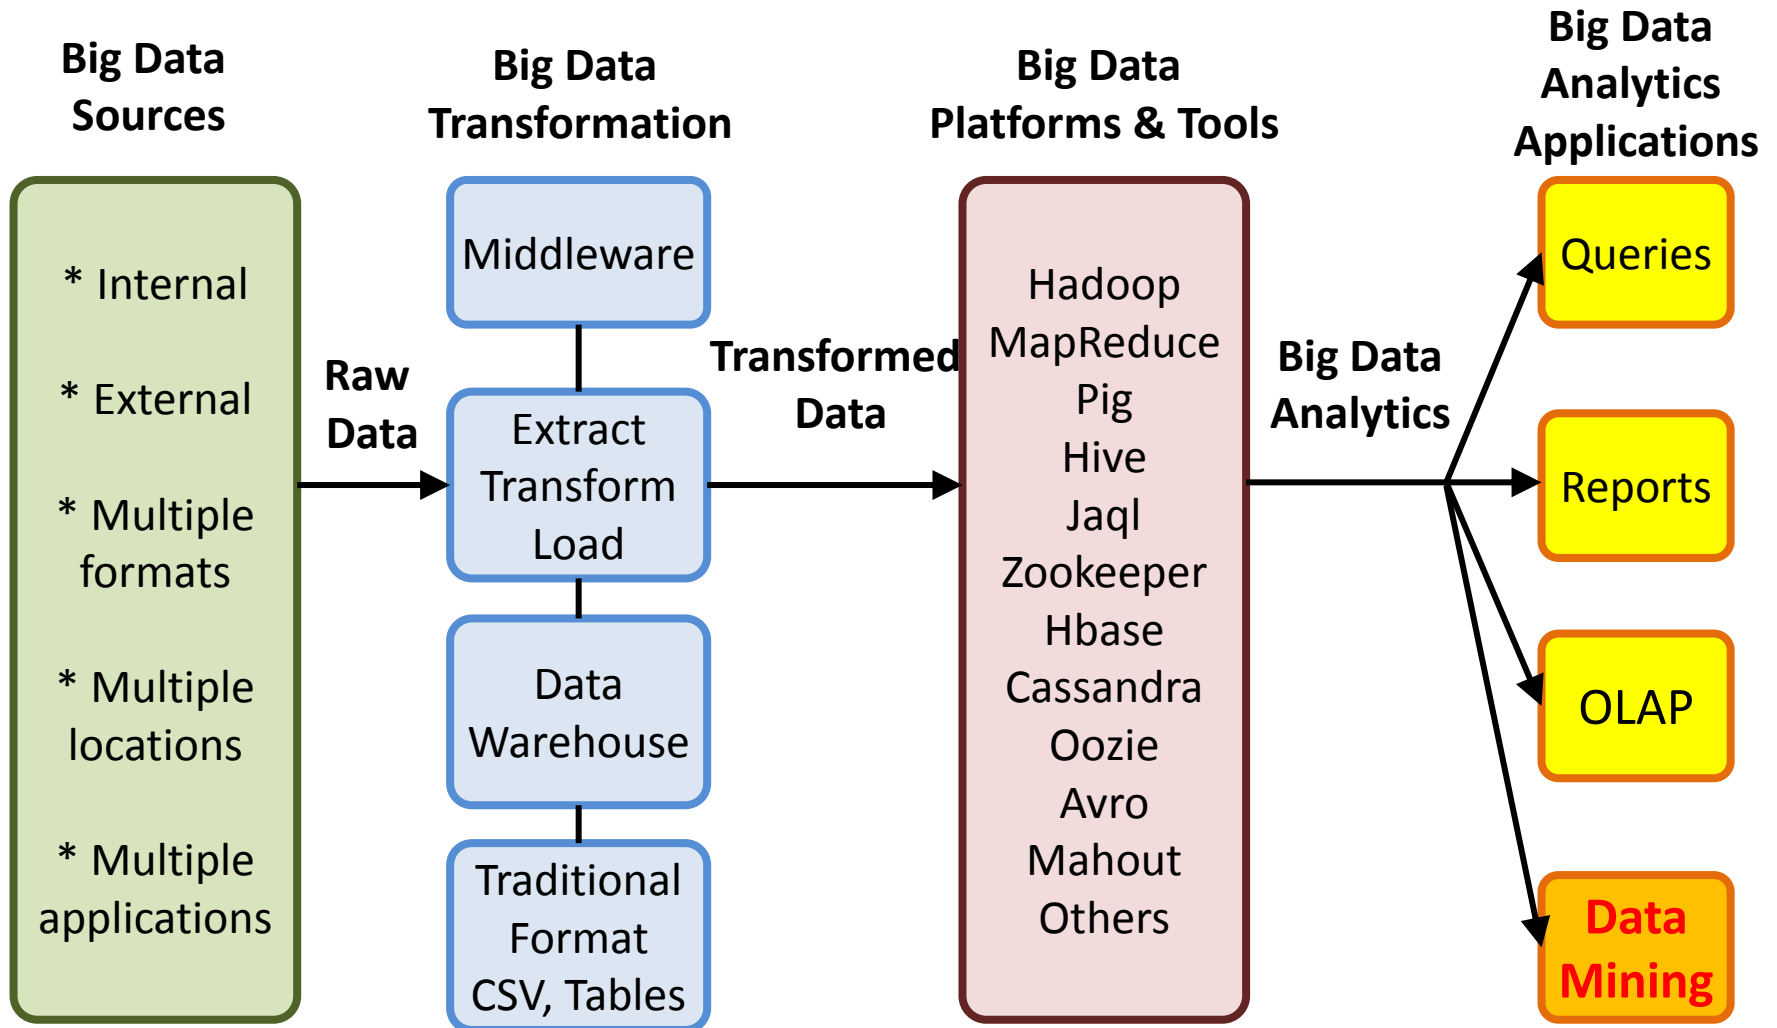 Big Data
Sources
Big Data
Transformation
Big Data
Platforms & Tools
Big Data
Analytics
Applications
* Internal
* External
* Multiple
formats
* Multiple
locations
* Multiple
applications
Raw
Data
Middleware
Extract
Transform
Load
Data
Warehouse
Traditional
Format
CSV, Tables
Transformed
Data
Hadoop
MapReduce
Pig
Hive
Jaql
Zookeeper
Hbase
Cassandra
Oozie
Avro
Mahout
Others
Big Data
Analytics
Queries
Reports
OLAP
Data
Mining